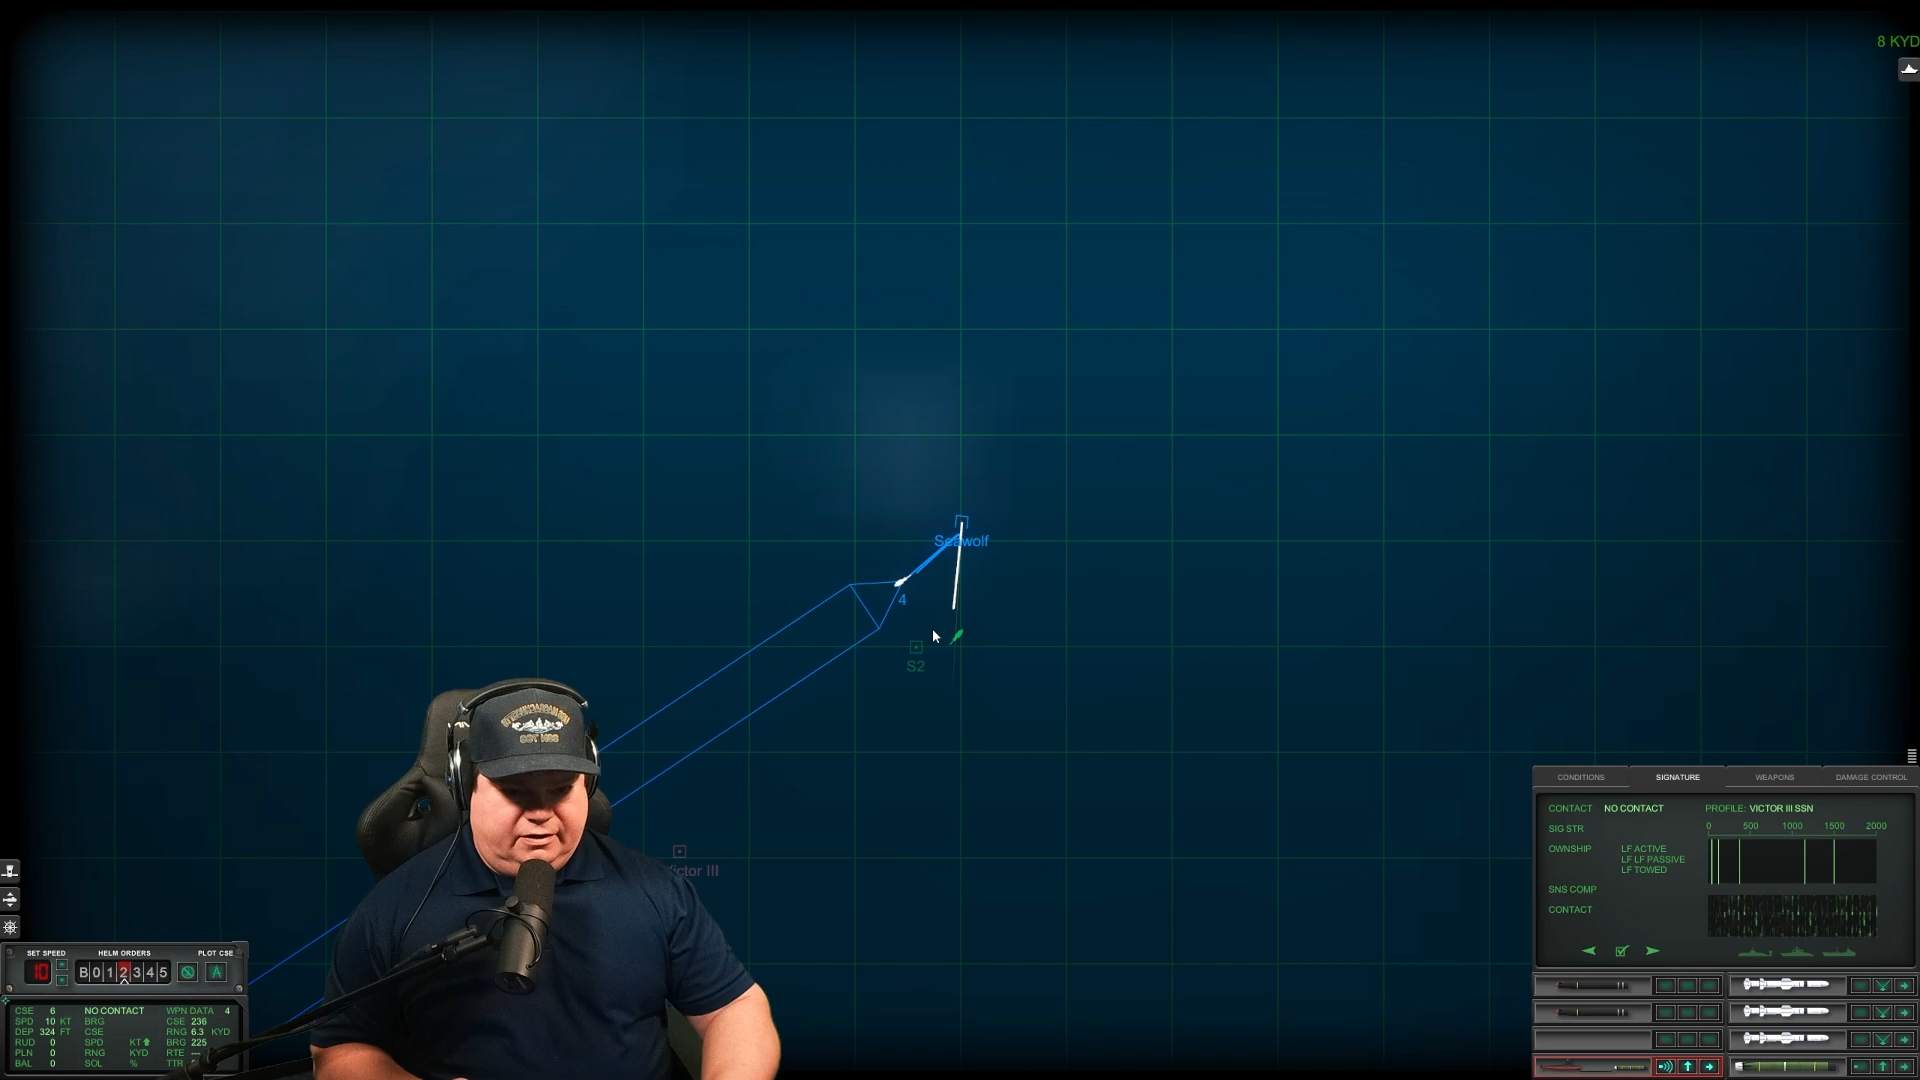 8 KYD
Seawolf
4
S2
ictor III
CONDITIONS SIGNATURE WEAPONS DAMAGE CONTROL
CONTACT NO CONTACT PROFILE: VICTOR III SSN
SIG STR 0 500 1000 1500 2000
OWNSHIP LF ACTIVE
LF LF PASSIVE
LF TOWED
SNS COMP
CONTACT
SET SPEED HELM ORDERS PLOT CSE
10 B 0 1 2 3 4 5 A
CSE 6 NO CONTACT WPN DATA 4
SPD 10 KT BRG CSE 236
DEP 324 FT CSE RNG 6.3 KYD
RUD 0 SPD KT BRG 225
PLN 0 RNG KYD RTE ---
BAL 0 SOL % TTR